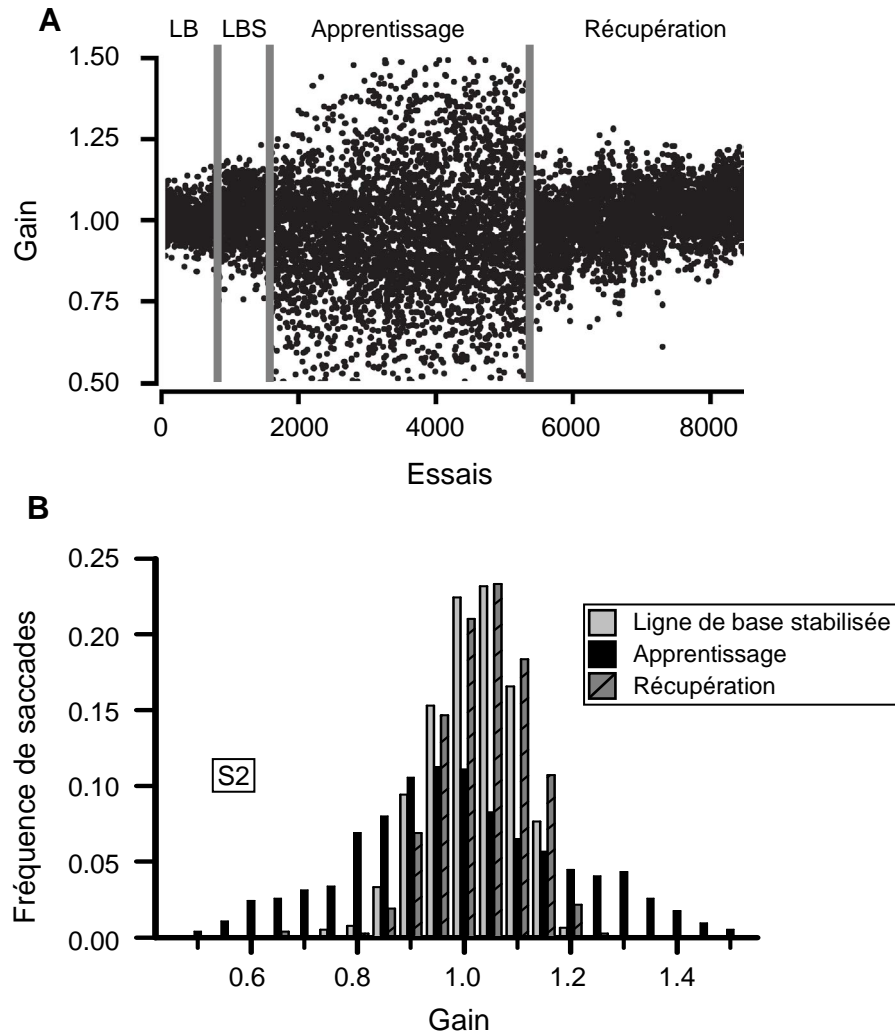 A
LB LBS Apprentissage Récupération
1.50
1.25
1.00
0.75
0.50
Gain
0 2000 4000 6000 8000
Essais
B
0.25
0.20
0.15
0.10
0.05
0.00
Fréquence de saccades
S2
Ligne de base stabilisée
Apprentissage
Récupération
0.6 0.8 1.0 1.2 1.4
Gain